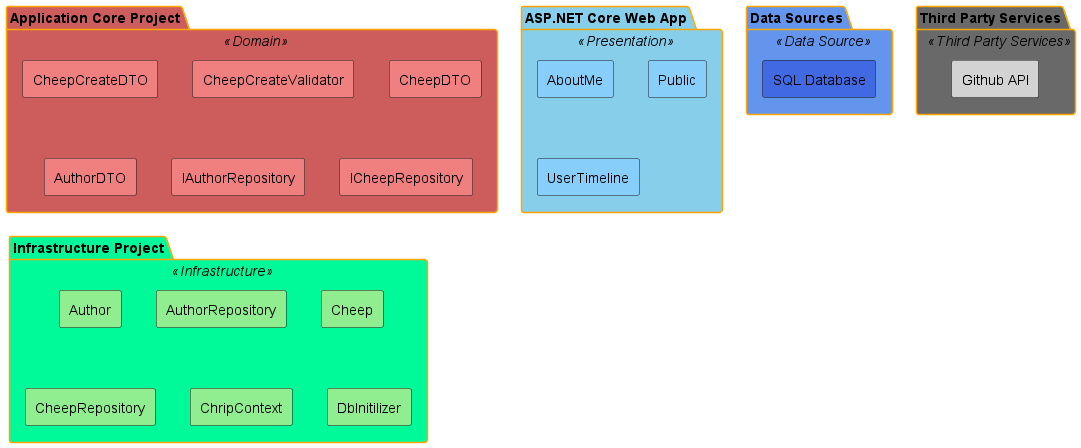 Application Core Project
«Domain»
CheepCreateDTO
CheepCreateValidator
CheepDTO
AuthorDTO
IAuthorRepository
ICheepRepository
ASP.NET Core Web App
«Presentation»
AboutMe
Public
UserTimeline
Data Sources
«Data Source»
SQL Database
Third Party Services
«Third Party Services»
Github API
Infrastructure Project
«Infrastructure»
Author
AuthorRepository
Cheep
CheepRepository
ChripContext
DbInitilizer